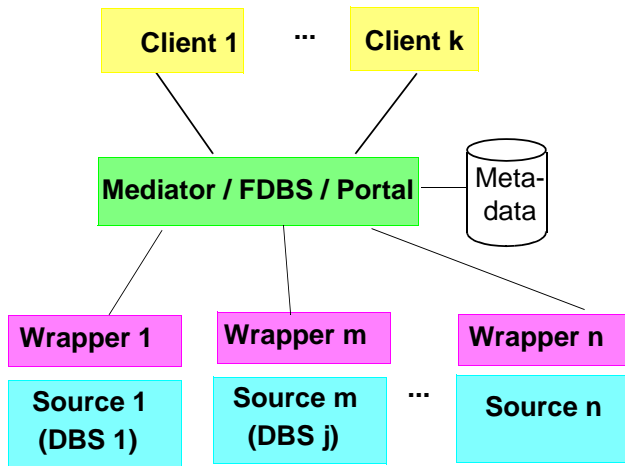 Client 1 ... Client k
Mediator / FDBS / Portal
Meta-
data
Wrapper 1
Wrapper m
Wrapper n
Source 1
(DBS 1)
Source m
(DBS j)
...
Source n